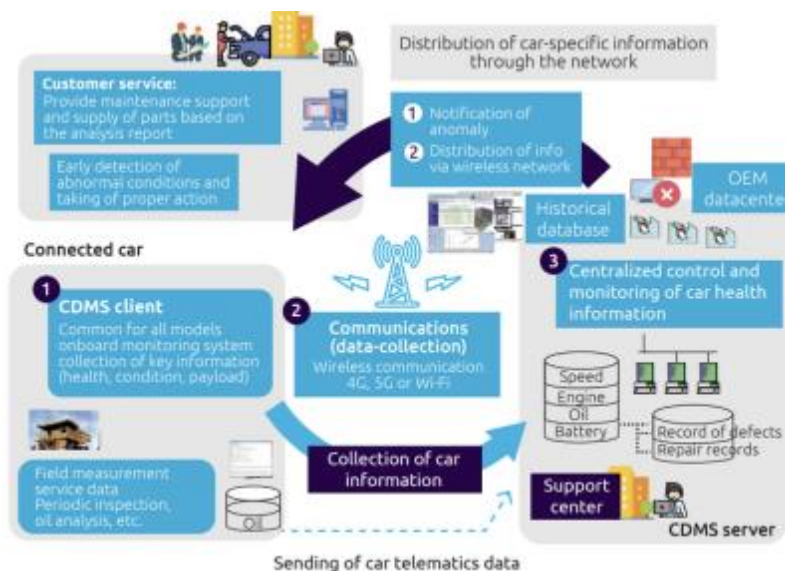 Distribution of car-specific information
through the network
Customer service:
Provide maintenance support
and supply of parts based on
the analysis report
Early detection of
abnormal conditions and
taking of proper action
1 Notification of
anomaly
2 Distribution of info
via wireless network
OEM
datacenter
Historical
database
Connected car
1
CDMS client
Common for all models
onboard monitoring system
collection of key information
(health, condition, payload)
2
Communications
(data-collection)
Wireless communication
4G, 5G or Wi-Fi
3
Centralized control and
monitoring of car health
information
Speed
Engine
Oil
Battery
Record of defects
Repair records
Field measurement
service data
Periodic inspection,
oil analysis, etc.
Collection of car
information
Support
center
CDMS server
Sending of car telematics data